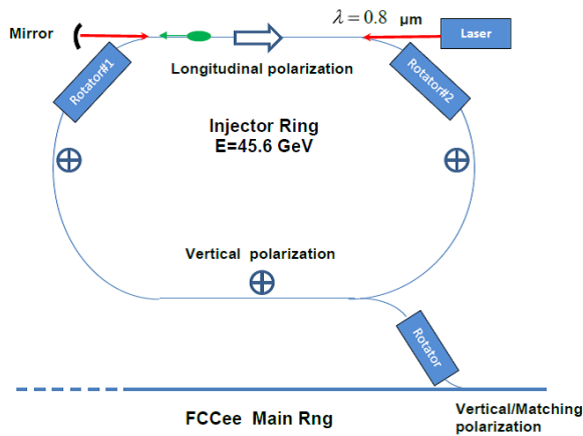 Mirror
λ = 0.8 μm
Laser
Rotator#1
Longitudinal polarization
Rotator#2
Injector Ring
E=45.6 GeV
Vertical polarization
Rotator
FCCee Main Rng
Vertical/Matching
polarization